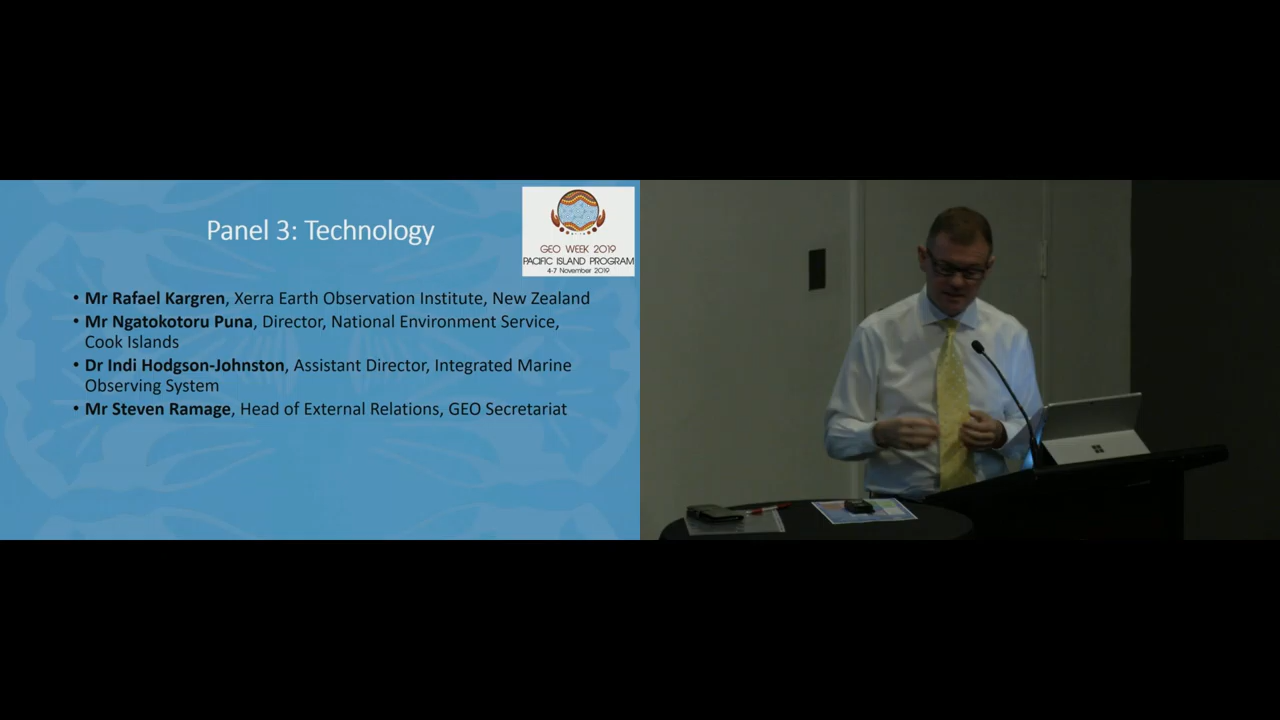 Panel 3: Technology
GEO WEEK 2019
PACIFIC ISLAND PROGRAM
4-7 November 2019
• Mr Rafael Kargren, Xerra Earth Observation Institute, New Zealand
• Mr Ngatokotoru Puna, Director, National Environment Service,
Cook Islands
• Dr Indi Hodgson-Johnston, Assistant Director, Integrated Marine
Observing System
• Mr Steven Ramage, Head of External Relations, GEO Secretariat